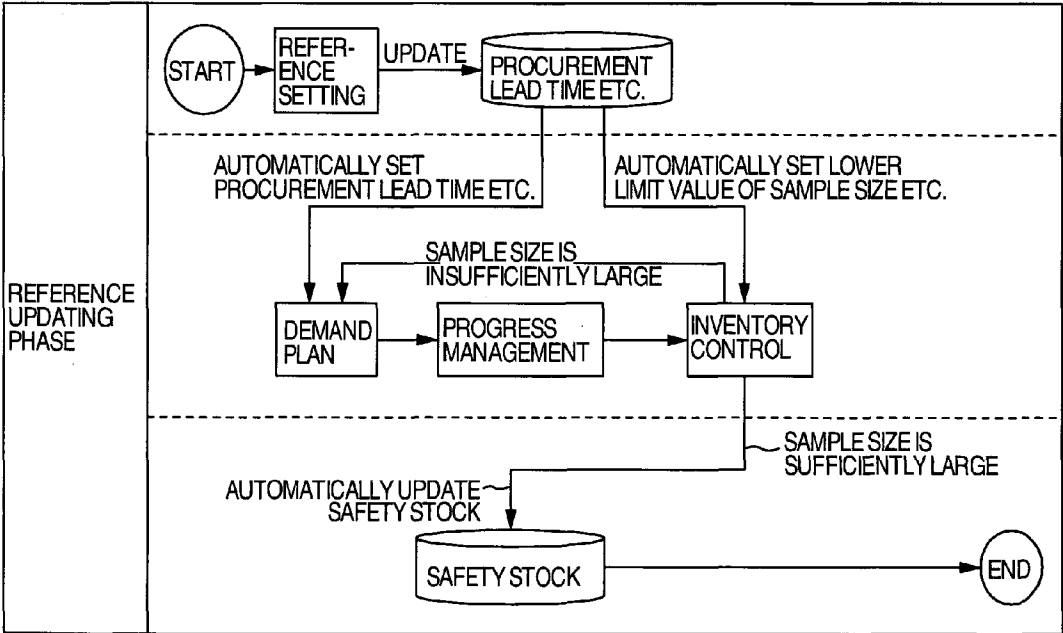 START
REFER-
ENCE
SETTING
UPDATE
PROCUREMENT
LEAD TIME ETC.
AUTOMATICALLY SET
PROCUREMENT LEAD TIME ETC.
AUTOMATICALLY SET LOWER
LIMIT VALUE OF SAMPLE SIZE ETC.
SAMPLE SIZE IS
INSUFFICIENTLY LARGE
REFERENCE
UPDATING
PHASE
DEMAND
PLAN
PROGRESS
MANAGEMENT
INVENTORY
CONTROL
SAMPLE SIZE IS
SUFFICIENTLY LARGE
AUTOMATICALLY UPDATE
SAFETY STOCK
SAFETY STOCK
END